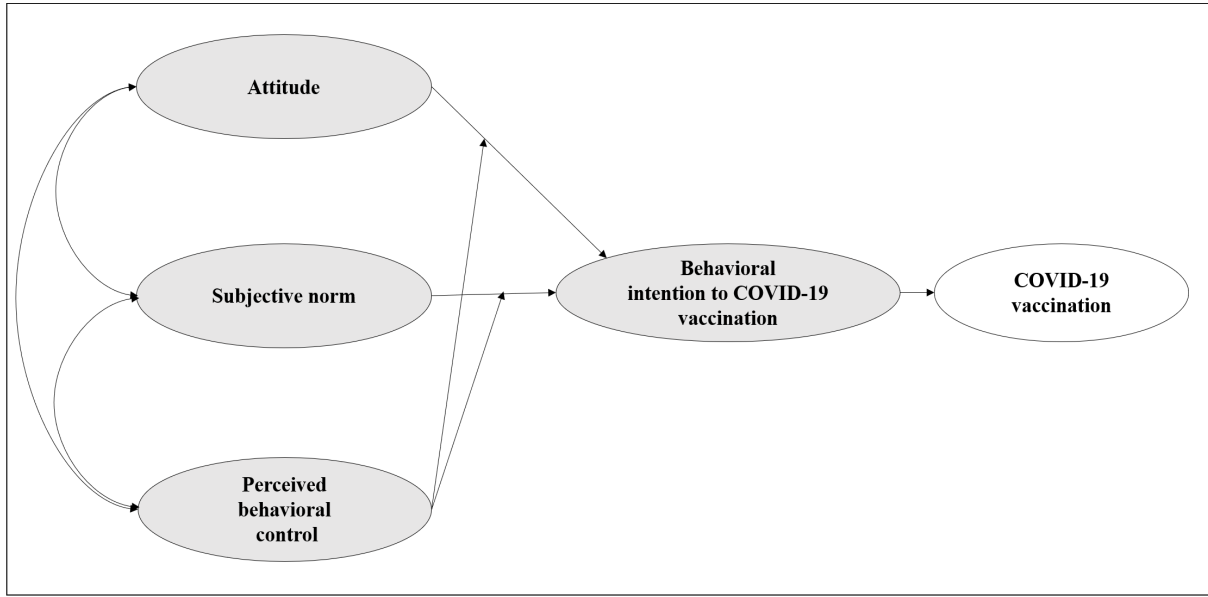 Attitude
Subjective norm
Perceived
behavioral
control
Behavioral
intention to COVID-19
vaccination
COVID-19
vaccination